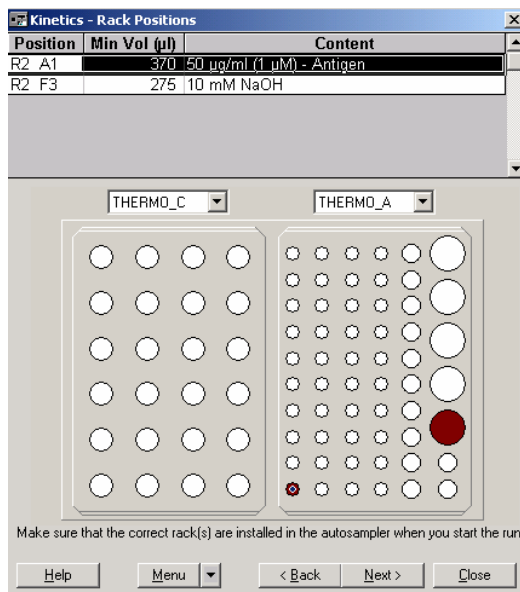 Kinetics - Rack Positions
Position Min Vol (µl) Content
R2 A1 370 50 µg/ml (1 µM) - Antigen
R2 F3 275 10 mM NaOH
THERMO_C THERMO_A
Make sure that the correct rack(s) are installed in the autosampler when you start the run
Help Menu < Back Next > Close